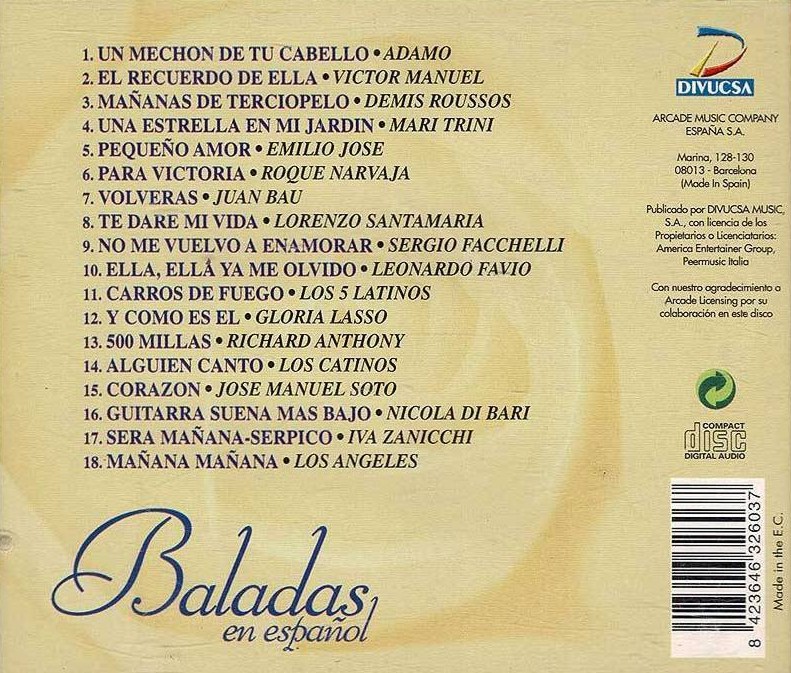 1. UN MECHON DE TU CABELLO • ADAMO
2. EL RECUERDO DE ELLA • VICTOR MANUEL
3. MAÑANAS DE TERCIOPELO • DEMIS ROUSSOS
4. UNA ESTRELLA EN MI JARDIN • MARI TRINI
5. PEQUEÑO AMOR • EMILIO JOSE
6. PARA VICTORIA • ROQUE NARVAJA
7. VOLVERAS • JUAN BAU
8. TE DARE MI VIDA • LORENZO SANTAMARIA
9. NO ME VUELVO A ENAMORAR • SERGIO FACCHELLI
10. ELLA, ELLA YA ME OLVIDO • LEONARDO FAVIO
11. CARROS DE FUEGO • LOS 5 LATINOS
12. Y COMO ES EL • GLORIA LASSO
13. 500 MILLAS • RICHARD ANTHONY
14. ALGUIEN CANTO • LOS CATINOS
15. CORAZON • JOSE MANUEL SOTO
16. GUITARRA SUENA MAS BAJO • NICOLA DI BARI
17. SERA MAÑANA-SERPICO • IVA ZANICCHI
18. MAÑANA MAÑANA • LOS ANGELES
Baladas
en español
DIVUCSA
ARCADE MUSIC COMPANY
ESPAÑA S.A.
Marina, 128-130
08013 - Barcelona
(Made In Spain)
Publicado por DIVUCSA MUSIC,
S.A., con licencia de los
Propietarios o Licenciatarios:
America Entertainer Group,
Peermusic Italia
Con nuestro agradecimiento a
Arcade Licensing por su
colaboración en este disco
COMPACT
disc
DIGITAL AUDIO
8 423646 326037
Made in the E.C.